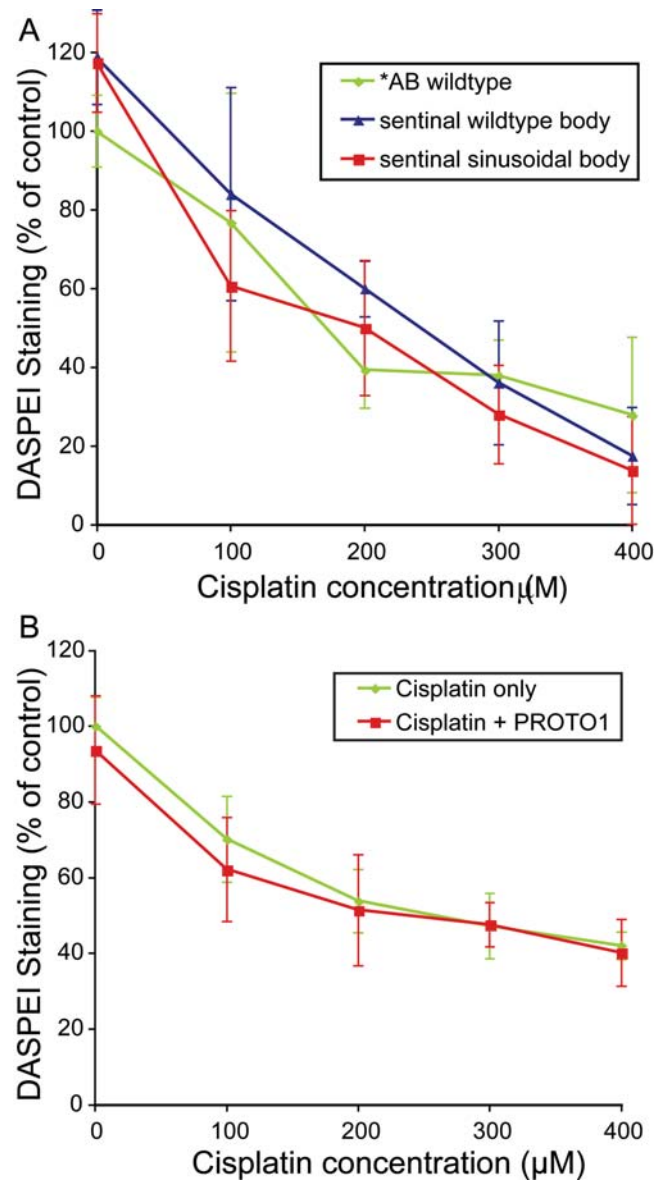 A
DASPEI Staining (% of control)
120
100
80
60
40
20
0
*AB wildtype
sentinal wildtype body
sentinal sinusoidal body
0 100 200 300 400
Cisplatin concentration µ(M)
B
DASPEI Staining (% of control)
120
100
80
60
40
20
0
Cisplatin only
Cisplatin + PROTO1
0 100 200 300 400
Cisplatin concentration (µM)